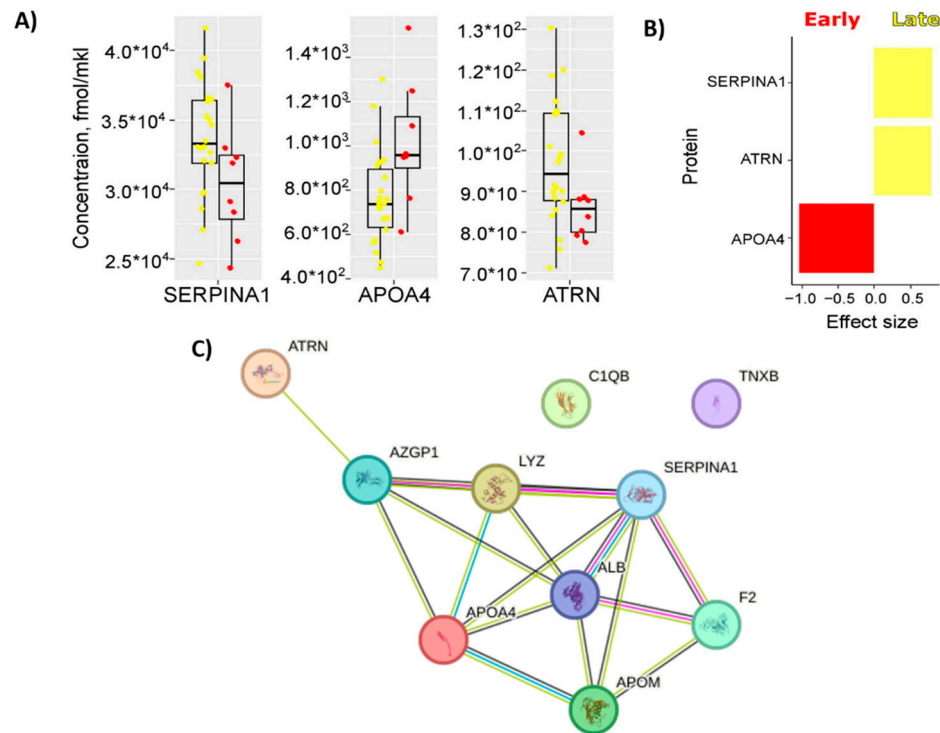 A)
Concentraion, fmol/mkl
4.0*10⁴
3.5*10⁴
3.0*10⁴
2.5*10⁴
SERPINA1
1.5*10³
1.2*10³
1.0*10³
8.0*10²
6.0*10²
4.0*10²
APOA4
1.3*10²
1.2*10²
1.1*10²
1.0*10²
9.0*10
8.0*10
7.0*10
ATRN
B)
Early Late
Protein
SERPINA1
ATRN
APOA4
−1.0 −0.5 0.0 0.5
Effect size
C)
ATRN
C1QB
TNXB
AZGP1
LYZ
SERPINA1
ALB
F2
APOA4
APOM